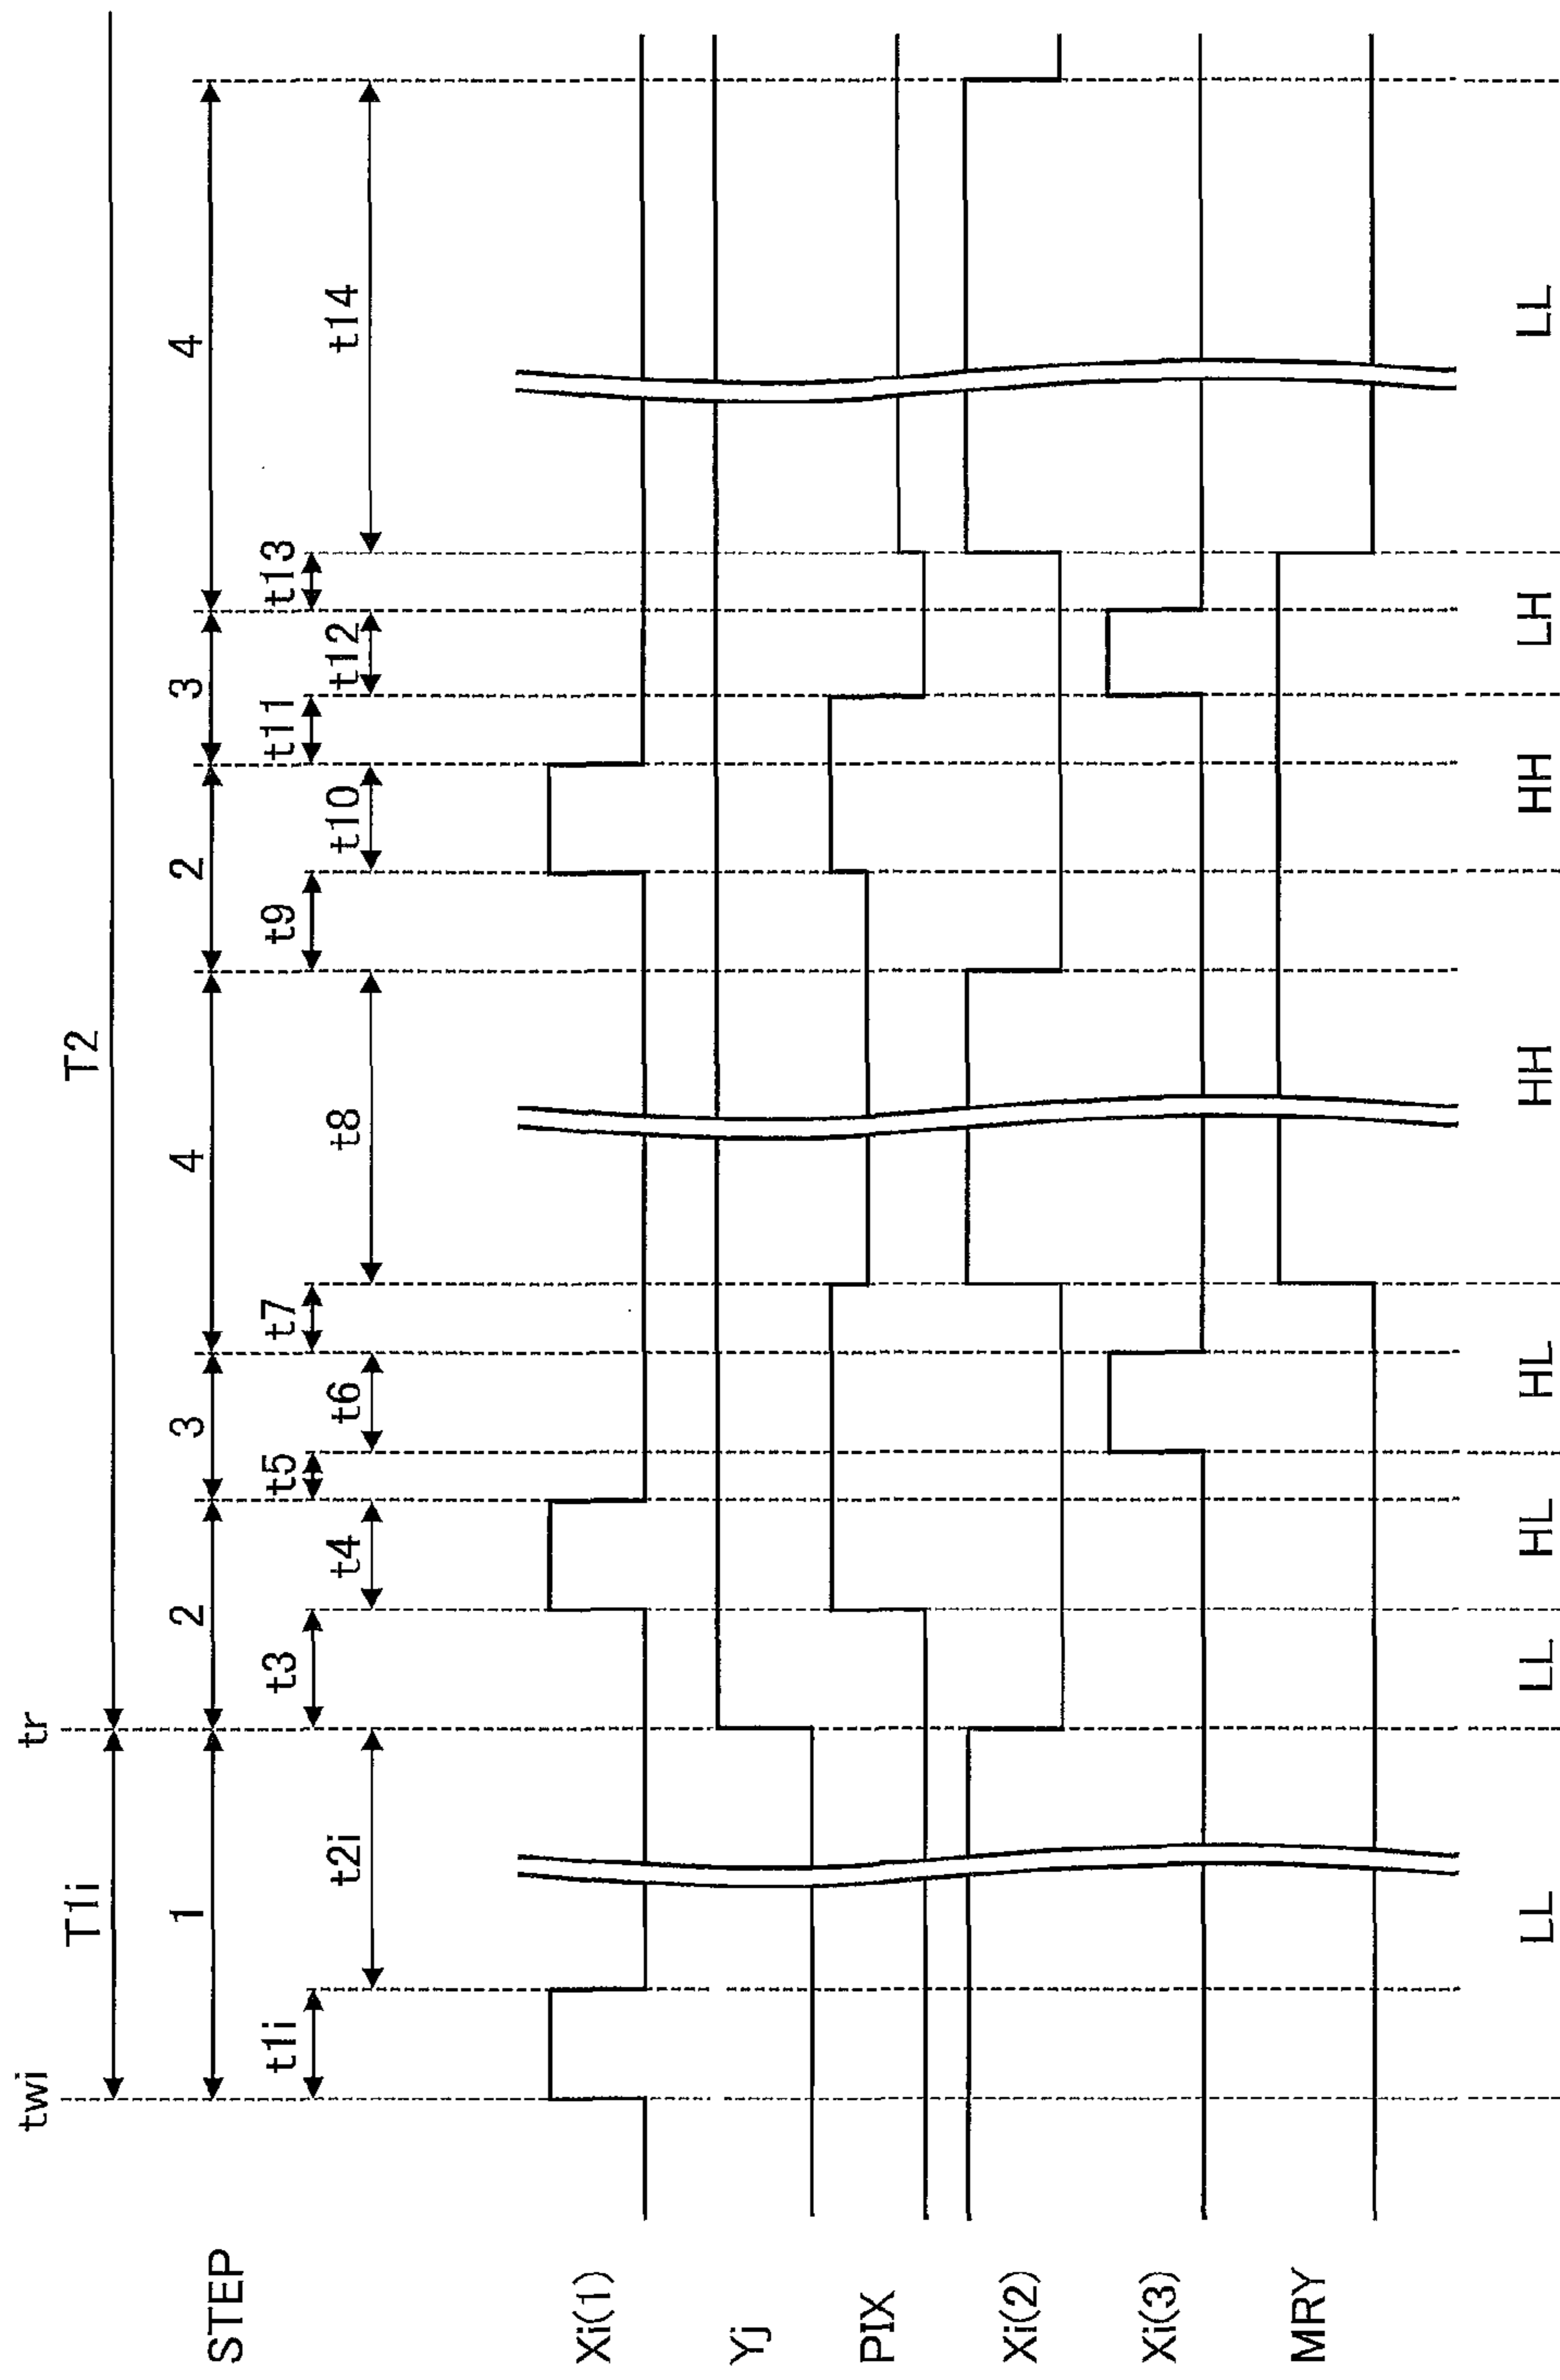 twi tr
T1i T2
STEP 1 2 3 4 2 3 4
t1i t3 t5 t7 t9 t11 t13
t2i t4 t6 t8 t10 t12 t14
Xi(1)
Yj
PIX
Xi(2)
Xi(3)
MRY
LL LL HL HL HH HH LH LL